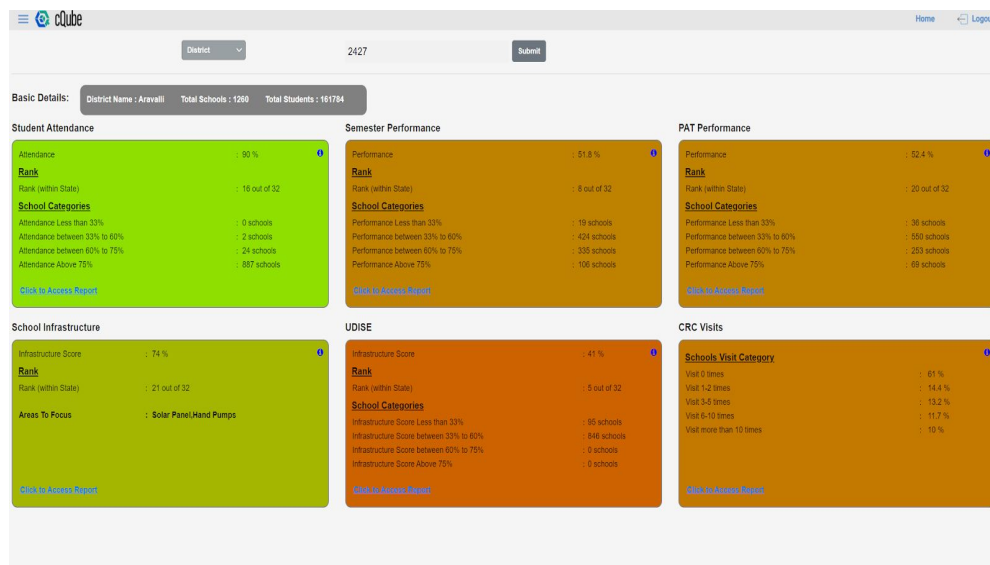 cQube
Home
Logou
District
2427
Submit
Basic Details:
District Name : Aravalli Total Schools : 1260 Total Students : 161784
Student Attendance
Attendance : 90 %
Rank
Rank (within State) : 16 out of 32
School Categories
Attendance Less than 33% : 0 schools
Attendance between 33% to 60% : 2 schools
Attendance between 60% to 75% : 24 schools
Attendance Above 75% : 887 schools
Click to Access Report
Semester Performance
Performance : 51.8 %
Rank
Rank (within State) : 8 out of 32
School Categories
Performance Less than 33% : 19 schools
Performance between 33% to 60% : 424 schools
Performance between 60% to 75% : 335 schools
Performance Above 75% : 106 schools
Click to Access Report
PAT Performance
Performance : 52.4 %
Rank
Rank (within State) : 20 out of 32
School Categories
Performance Less than 33% : 36 schools
Performance between 33% to 60% : 550 schools
Performance between 60% to 75% : 253 schools
Performance Above 75% : 69 schools
Click to Access Report
School Infrastructure
Infrastructure Score : 74 %
Rank
Rank (within State) : 21 out of 32
Areas To Focus : Solar Panel,Hand Pumps
Click to Access Report
UDISE
Infrastructure Score : 41 %
Rank
Rank (within State) : 5 out of 32
School Categories
Infrastructure Score Less than 33% : 95 schools
Infrastructure Score between 33% to 60% : 846 schools
Infrastructure Score between 60% to 75% : 0 schools
Infrastructure Score Above 75% : 0 schools
Click to Access Report
CRC Visits
Schools Visit Category
Visit 0 times : 61 %
Visit 1-2 times : 14.4 %
Visit 3-5 times : 13.2 %
Visit 6-10 times : 11.7 %
Visit more than 10 times : 10 %
Click to Access Report